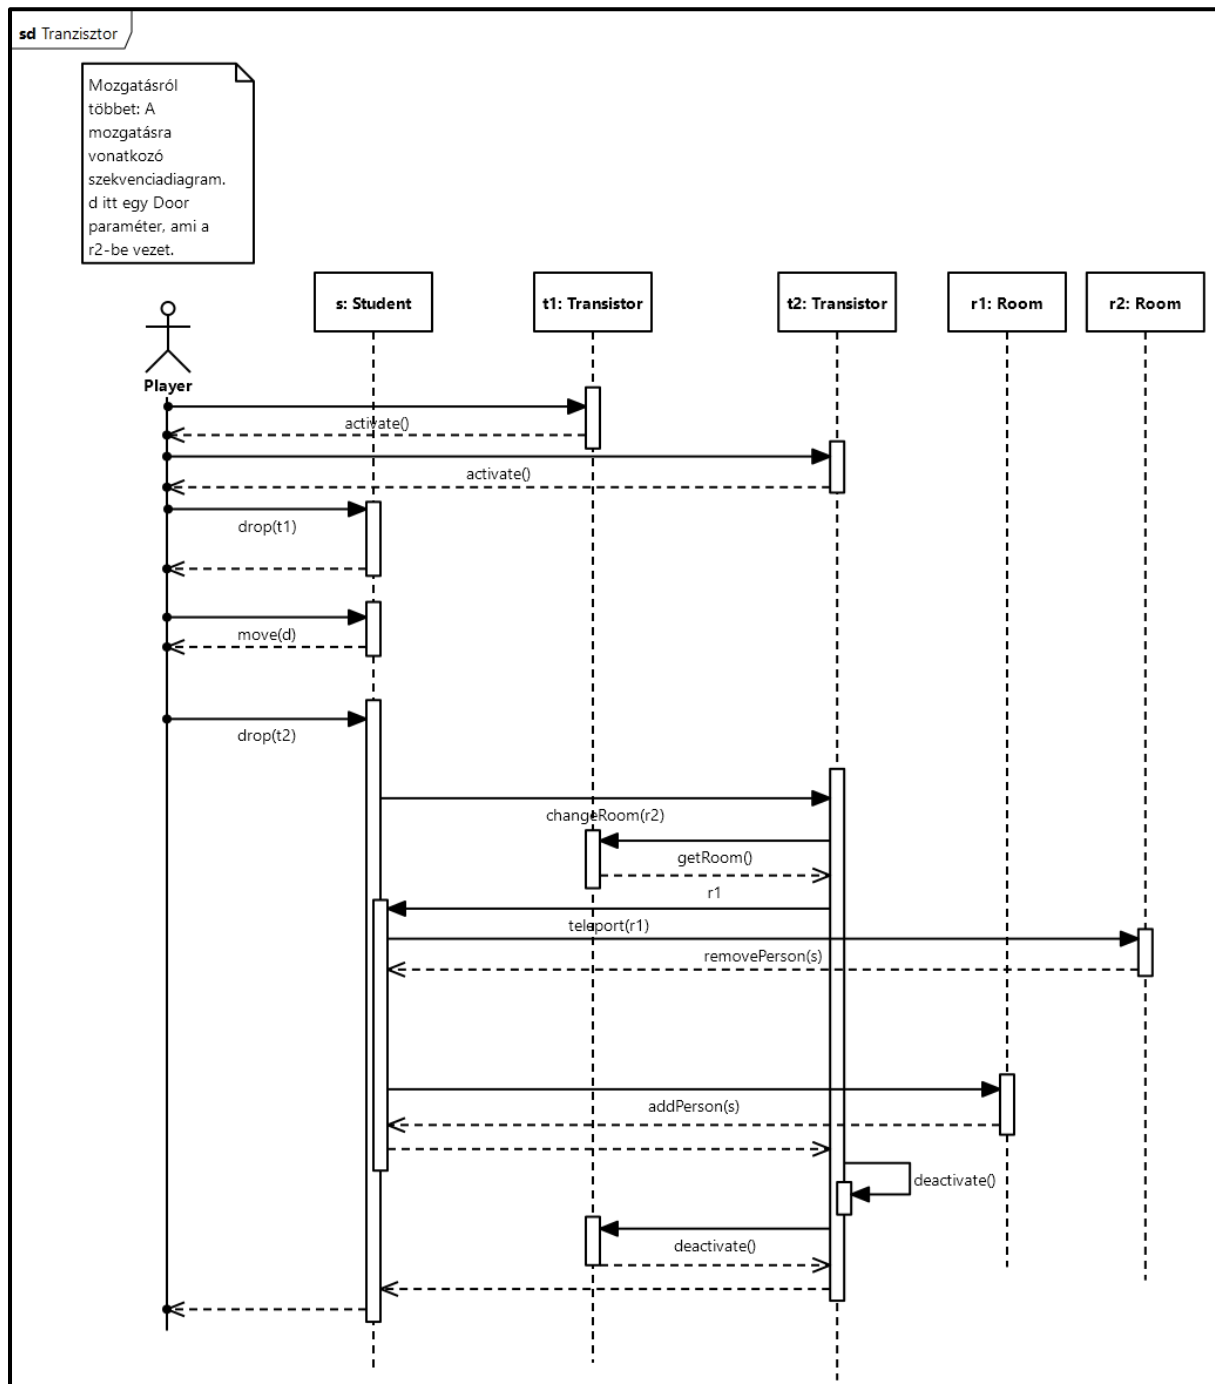 sd Tranzisztor
Mozgatásról
többet: A
mozgatásra
vonatkozó
szekvenciadiagram.
d itt egy Door
paraméter, ami a
r2-be vezet.
s: Student
t1: Transistor
t2: Transistor
r1: Room
r2: Room
Player
activate()
activate()
drop(t1)
move(d)
drop(t2)
changeRoom(r2)
getRoom()
r1
teleport(r1)
removePerson(s)
addPerson(s)
deactivate()
deactivate()